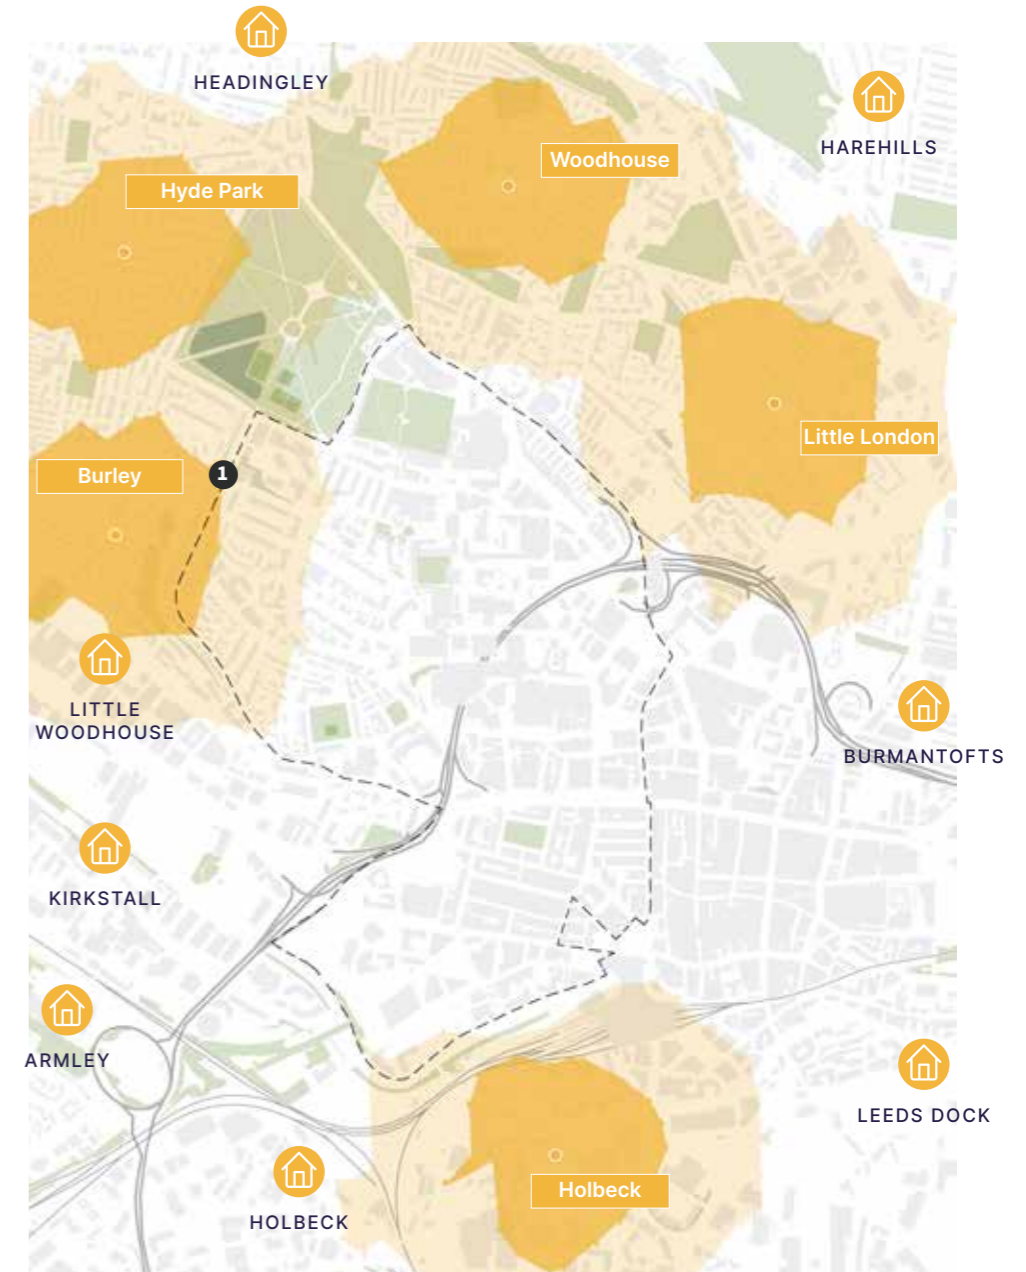 HEADINGLEY
HAREHILLS
Woodhouse
Hyde Park
Little London
Burley
1
LITTLE
WOODHOUSE
BURMANTOFTS
KIRKSTALL
ARMLEY
LEEDS DOCK
Holbeck
HOLBECK